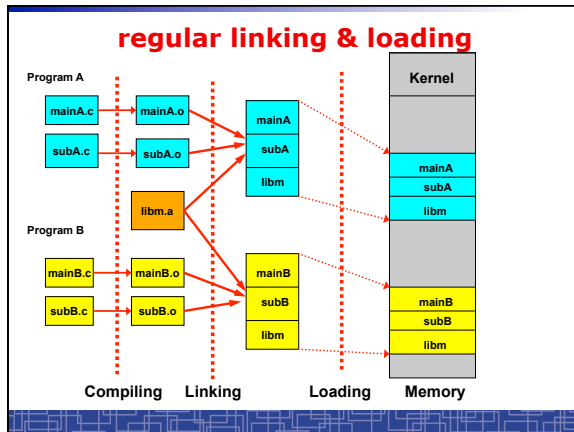 regular linking & loading
Program A
Kernel
mainA.c
mainA.o
mainA
subA.c
subA.o
subA
libm
mainA
subA
libm
libm.a
Program B
mainB.c
mainB.o
mainB
subB.c
subB.o
subB
libm
mainB
subB
libm
Compiling
Linking
Loading
Memory